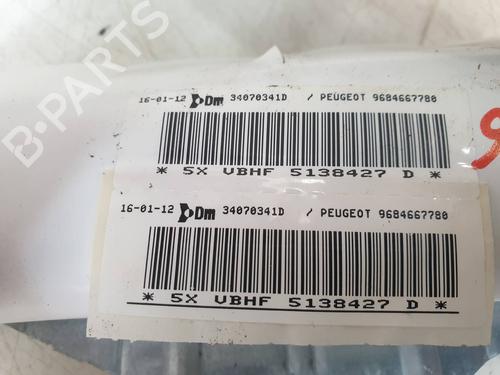 B-PARTS
16-01-12 Dm 34070341D / PEUGEOT 9684667780
* 5X VBHF 5138427 D *
16-01-12 Dm 34070341D / PEUGEOT 9684667780
* 5X VBHF 5138427 D *